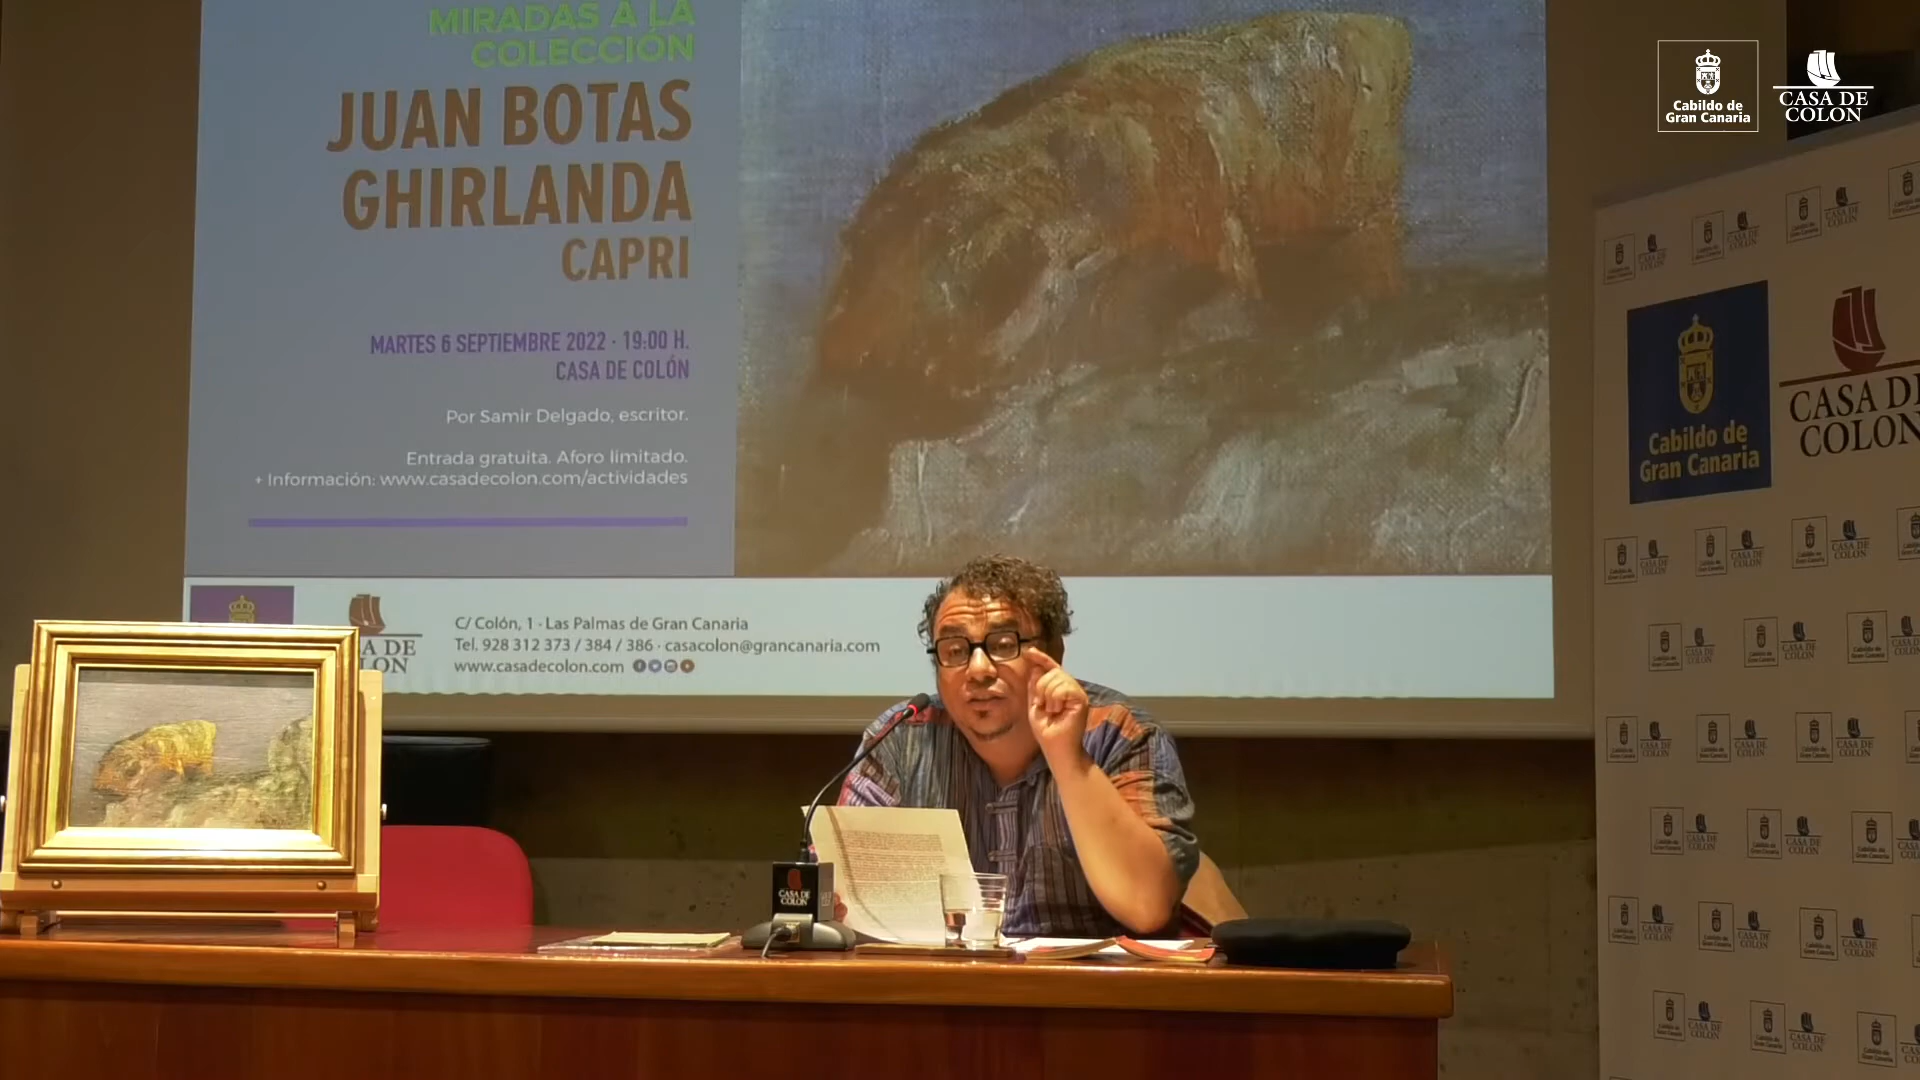 MIRADAS A LA
COLECCIÓN
JUAN BOTAS
GHIRLANDA
CAPRI
MARTES 6 SEPTIEMBRE 2022 · 19:00 H.
CASA DE COLÓN
Por Samir Delgado, escritor.
Entrada gratuita. Aforo limitado.
+ Información: www.casadecolon.com/actividades
C/ Colón, 1 · Las Palmas de Gran Canaria
Tel. 928 312 373 / 384 / 386 · casacolon@grancanaria.com
www.casadecolon.com
Cabildo de
Gran Canaria
CASA DE
COLON
Cabildo de
Gran Canaria
CASA DE
COLON
CASA DE
COLON